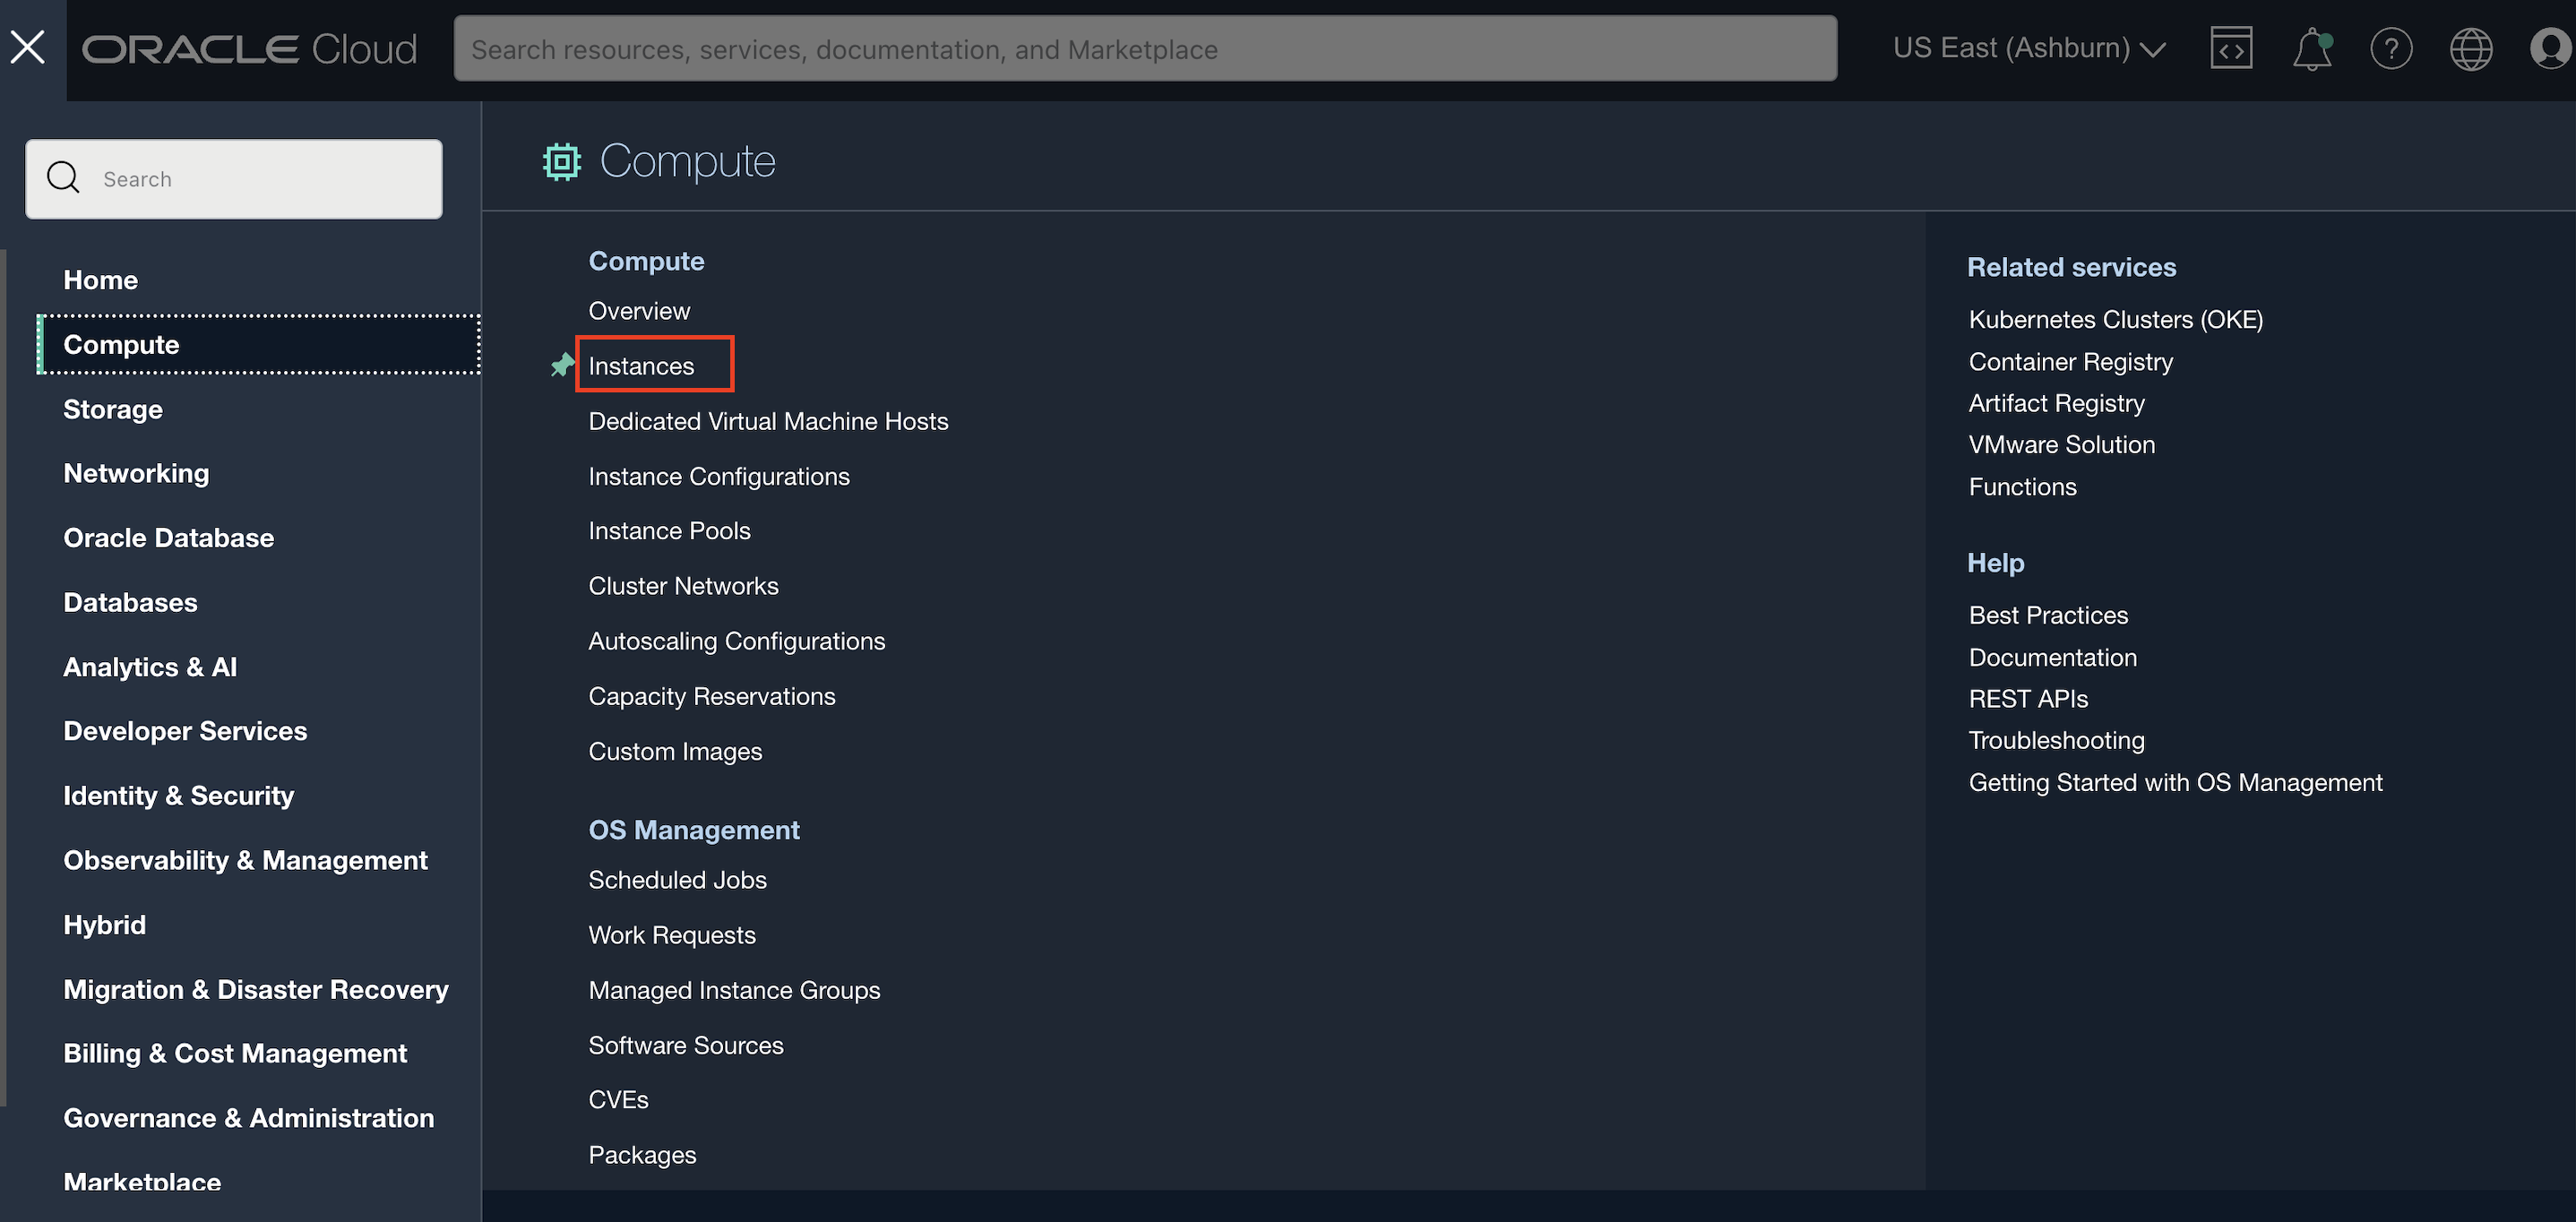 ORACLE Cloud
Search resources, services, documentation, and Marketplace
US East (Ashburn)
Search
Home
Compute
Storage
Networking
Oracle Database
Databases
Analytics & AI
Developer Services
Identity & Security
Observability & Management
Hybrid
Migration & Disaster Recovery
Billing & Cost Management
Governance & Administration
Marketplace
Compute
Compute
Overview
Instances
Dedicated Virtual Machine Hosts
Instance Configurations
Instance Pools
Cluster Networks
Autoscaling Configurations
Capacity Reservations
Custom Images
OS Management
Scheduled Jobs
Work Requests
Managed Instance Groups
Software Sources
CVEs
Packages
Related services
Kubernetes Clusters (OKE)
Container Registry
Artifact Registry
VMware Solution
Functions
Help
Best Practices
Documentation
REST APIs
Troubleshooting
Getting Started with OS Management